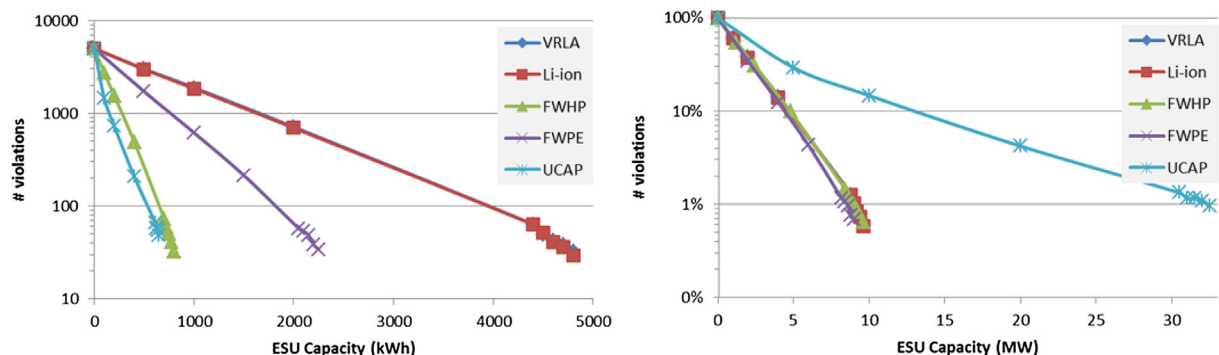 # violations
10000
1000
100
10
0
1000
2000
3000
4000
5000
ESU Capacity (kWh)
VRLA
Li-ion
FWHP
FWPE
UCAP
# violations
100%
10%
1%
0%
0
5
10
15
20
25
30
ESU Capacity (MW)
VRLA
Li-ion
FWHP
FWPE
UCAP